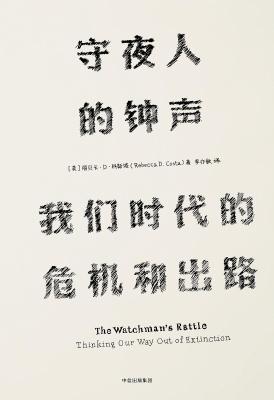 守夜人
的钟声
[美]丽贝卡·D·科斯塔(Rebecca D. Costa)著 李亦敏 译
我们时代的
危机和出路
The Watchman's Rattle
Thinking Our Way Out of Extinction
中信出版集团